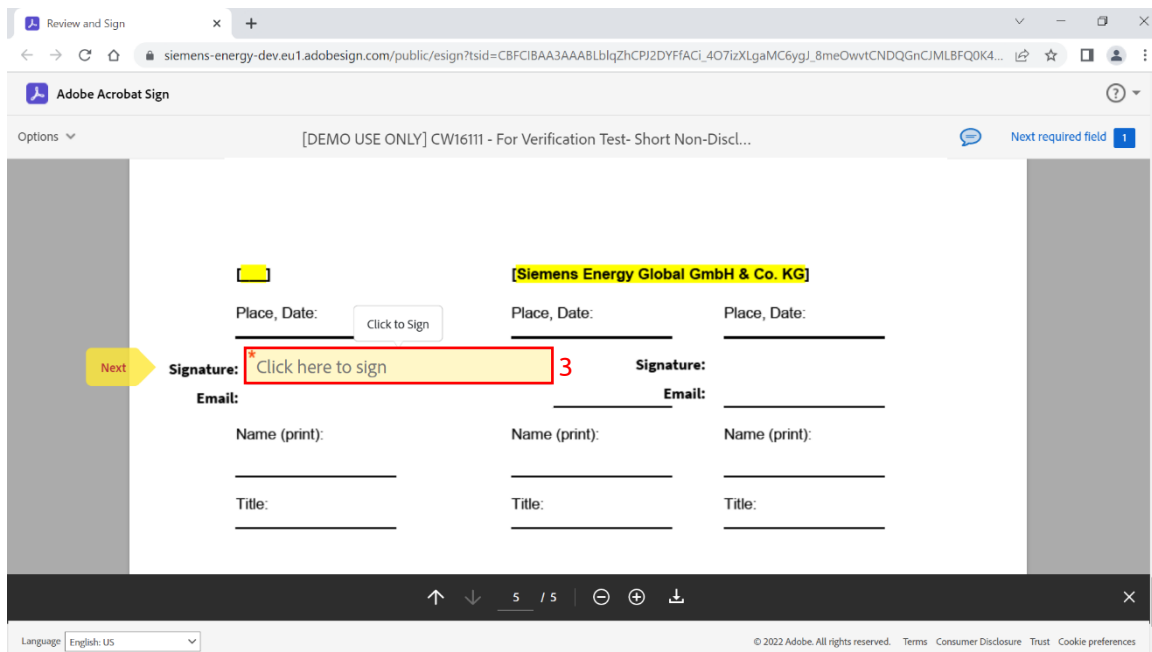 Review and Sign
siemens-energy-dev.eu1.adobesign.com/public/esign?tsid=CBFCIBAA3AAABLblqZhCPJ2DYFfACi_4O7izXLgaMC6ygJ_8meOwvtCNDQGnCJMLBFQ0K4...
Adobe Acrobat Sign
Options
[DEMO USE ONLY] CW16111 - For Verification Test- Short Non-Discl...
Next required field 1
[___] [Siemens Energy Global GmbH & Co. KG]
Place, Date: Place, Date: Place, Date:
Click to Sign
Next Signature: *Click here to sign 3 Signature:
Email: Email:
Name (print): Name (print): Name (print):
Title: Title: Title:
5 / 5
Language English: US © 2022 Adobe. All rights reserved. Terms Consumer Disclosure Trust Cookie preferences